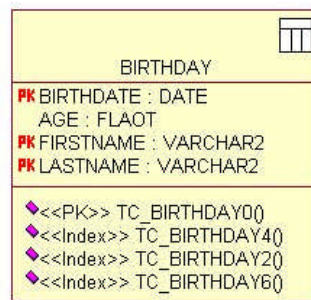 BIRTHDAY
PK BIRTHDATE : DATE
AGE : FLAOT
PK FIRSTNAME : VARCHAR2
PK LASTNAME : VARCHAR2
<<PK>> TC_BIRTHDAY0()
<<Index>> TC_BIRTHDAY4()
<<Index>> TC_BIRTHDAY2()
<<Index>> TC_BIRTHDAY6()